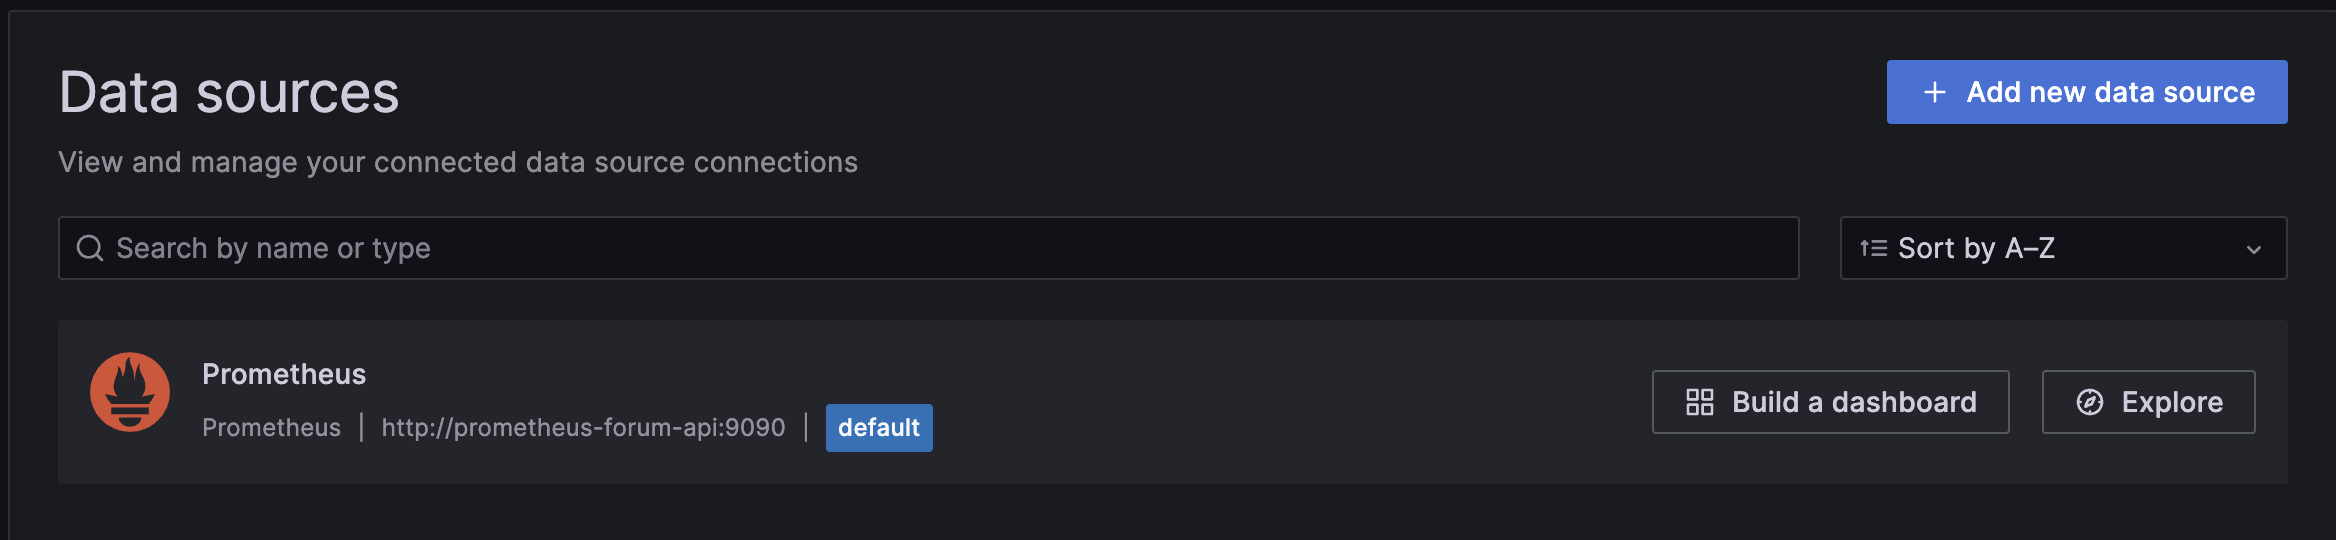 Data sources
+ Add new data source
View and manage your connected data source connections
Search by name or type
Sort by A–Z
Prometheus
Prometheus | http://prometheus-forum-api:9090 | default
Build a dashboard
Explore